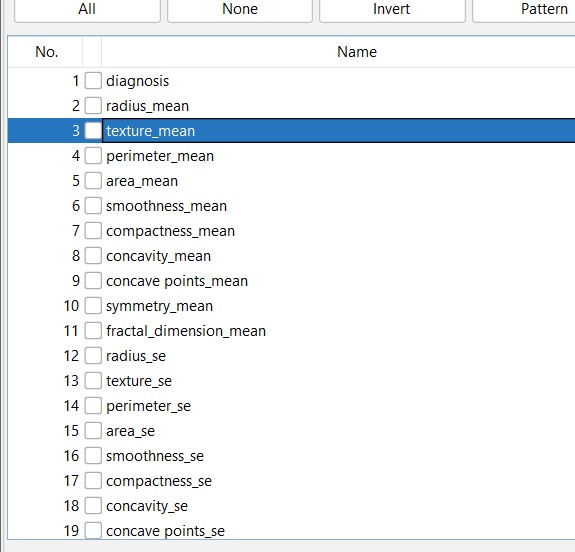 All None Invert Pattern
No. Name
1 diagnosis
2 radius_mean
3 texture_mean
4 perimeter_mean
5 area_mean
6 smoothness_mean
7 compactness_mean
8 concavity_mean
9 concave points_mean
10 symmetry_mean
11 fractal_dimension_mean
12 radius_se
13 texture_se
14 perimeter_se
15 area_se
16 smoothness_se
17 compactness_se
18 concavity_se
19 concave points_se